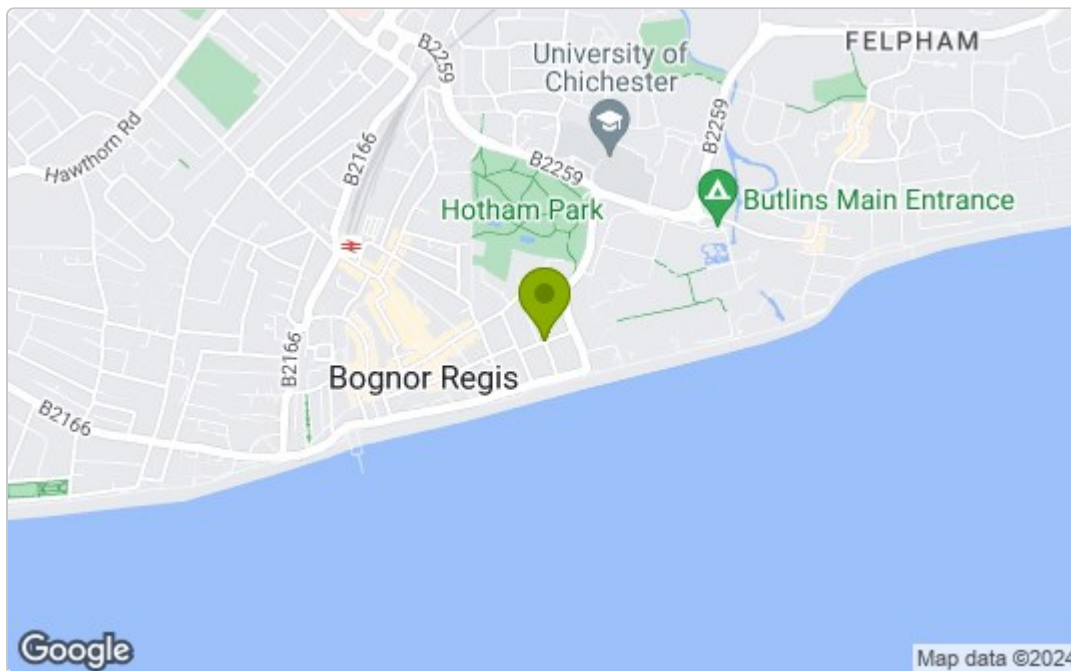 FELPHAM
University of
Chichester
B2259
B2259
Hawthorn Rd
B2166
B2259
Hotham Park
Butlins Main Entrance
B2166
Bognor Regis
B2166
Google
Map data ©2024